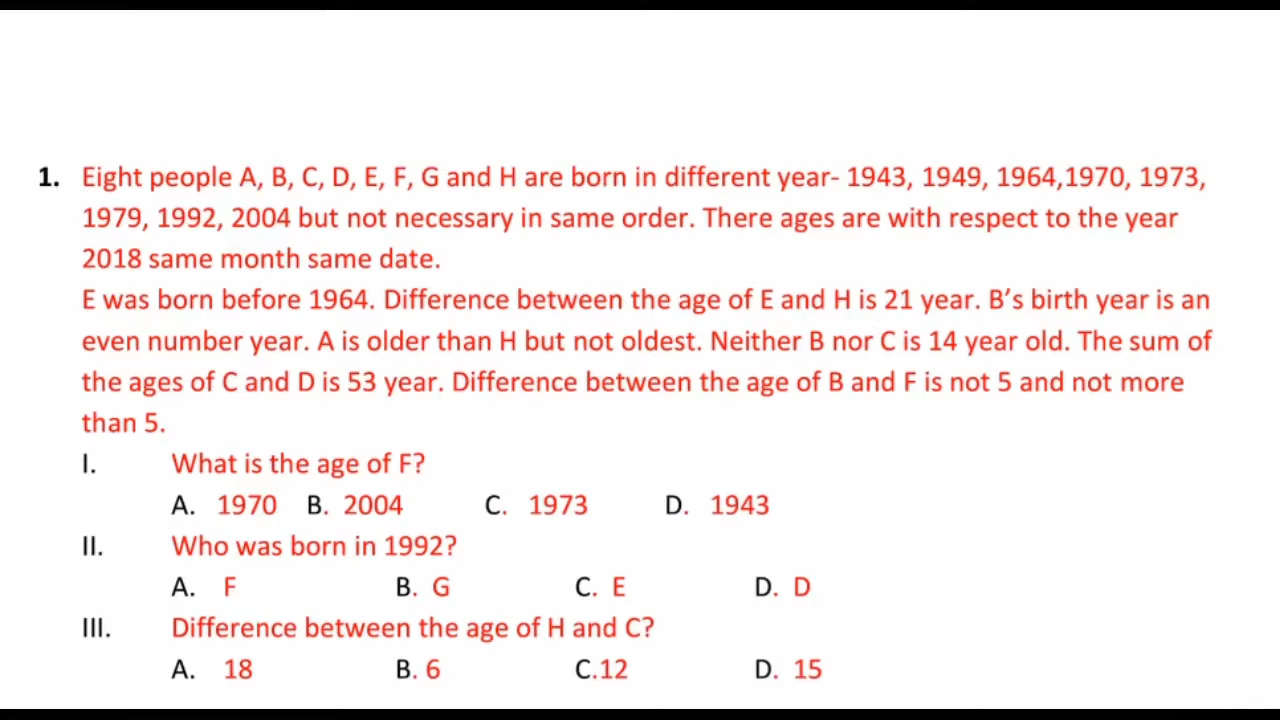 1. Eight people A, B, C, D, E, F, G and H are born in different year- 1943, 1949, 1964,1970, 1973,
1979, 1992, 2004 but not necessary in same order. There ages are with respect to the year
2018 same month same date.
E was born before 1964. Difference between the age of E and H is 21 year. B’s birth year is an
even number year. A is older than H but not oldest. Neither B nor C is 14 year old. The sum of
the ages of C and D is 53 year. Difference between the age of B and F is not 5 and not more
than 5.
I. What is the age of F?
A. 1970 B. 2004 C. 1973 D. 1943
II. Who was born in 1992?
A. F B. G C. E D. D
III. Difference between the age of H and C?
A. 18 B. 6 C.12 D. 15